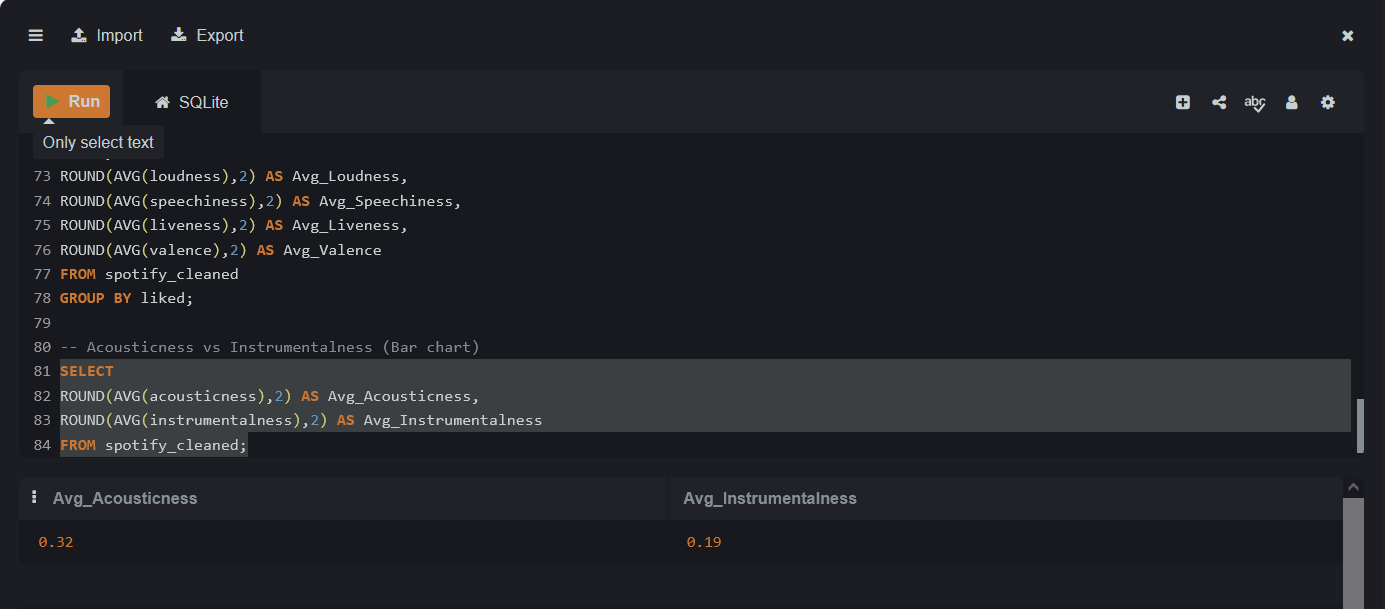 Import Export
Run SQLite abc
Only select text
73 ROUND(AVG(loudness),2) AS Avg_Loudness,
74 ROUND(AVG(speechiness),2) AS Avg_Speechiness,
75 ROUND(AVG(liveness),2) AS Avg_Liveness,
76 ROUND(AVG(valence),2) AS Avg_Valence
77 FROM spotify_cleaned
78 GROUP BY liked;
79
80 -- Acousticness vs Instrumentalness (Bar chart)
81 SELECT
82 ROUND(AVG(acousticness),2) AS Avg_Acousticness,
83 ROUND(AVG(instrumentalness),2) AS Avg_Instrumentalness
84 FROM spotify_cleaned;
Avg_Acousticness Avg_Instrumentalness
0.32 0.19